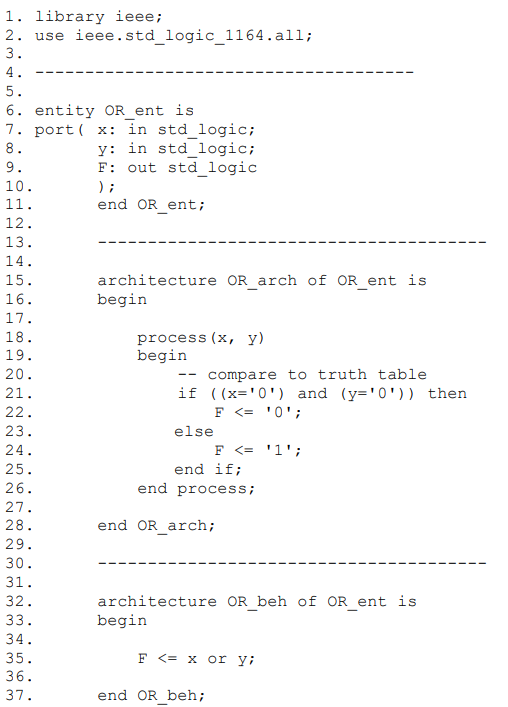 1. library ieee;
2. use ieee.std_logic_1164.all;
3.
4. --------------------------------------
5.
6. entity OR_ent is
7. port( x: in std_logic;
8.       y: in std_logic;
9.       F: out std_logic
10.       );
11.       end OR_ent;
12.
13.       ---------------------------------------
14.
15.       architecture OR_arch of OR_ent is
16.       begin
17.
18.           process(x, y)
19.           begin
20.               -- compare to truth table
21.               if ((x='0') and (y='0')) then
22.                   F <= '0';
23.               else
24.                   F <= '1';
25.               end if;
26.           end process;
27.
28.       end OR_arch;
29.
30.       ---------------------------------------
31.
32.       architecture OR_beh of OR_ent is
33.       begin
34.
35.           F <= x or y;
36.
37.       end OR_beh;